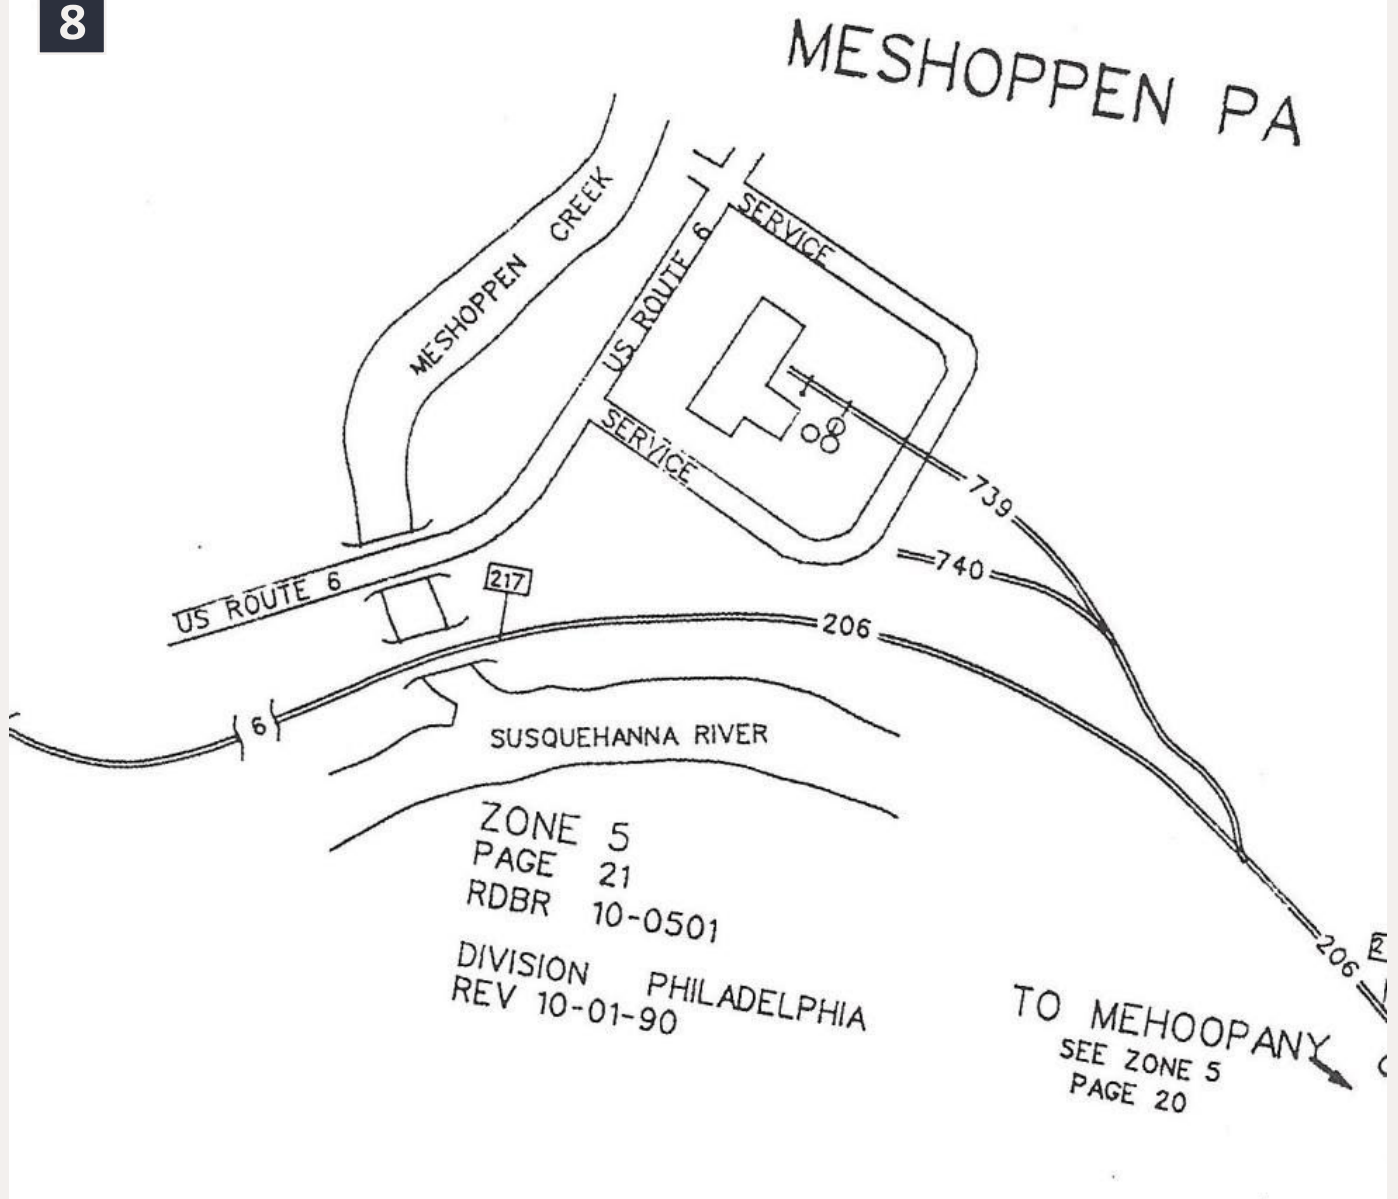 8
MESHOPPEN PA
MESHOPPEN CREEK
SERVICE
US ROUTE 6
SERVICE
739
740
US ROUTE 6
217
206
6
SUSQUEHANNA RIVER
ZONE 5
PAGE 21
RDBR 10-0501
DIVISION PHILADELPHIA
REV 10-01-90
206
TO MEHOOPANY
SEE ZONE 5
PAGE 20